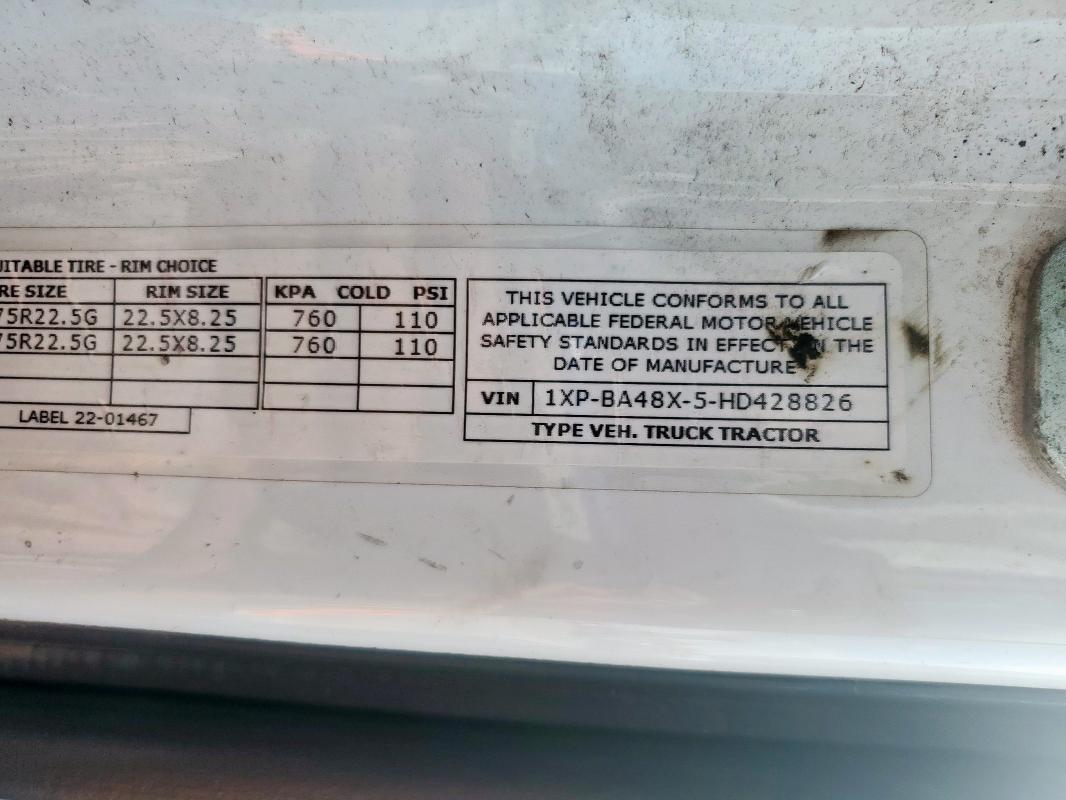 UITABLE TIRE - RIM CHOICE
RE SIZE RIM SIZE KPA COLD PSI
75R22.5G 22.5X8.25 760 110
75R22.5G 22.5X8.25 760 110
LABEL 22-01467
THIS VEHICLE CONFORMS TO ALL
APPLICABLE FEDERAL MOTOR VEHICLE
SAFETY STANDARDS IN EFFECT ON THE
DATE OF MANUFACTURE
VIN 1XP-BA48X-5-HD428826
TYPE VEH. TRUCK TRACTOR